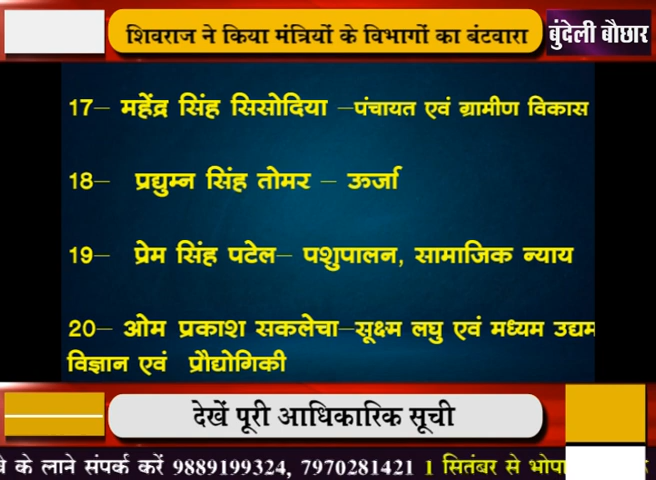 शिवराज ने किया मंत्रियों के विभागों का बंटवारा
बुंदेली बौछार
17– महेंद्र सिंह सिसोदिया –पंचायत एवं ग्रामीण विकास
18– प्रद्युम्न सिंह तोमर – ऊर्जा
19– प्रेम सिंह पटेल– पशुपालन, सामाजिक न्याय
20– ओम प्रकाश सकलेचा–सूक्ष्म लघु एवं मध्यम उद्यम
विज्ञान एवं प्रौद्योगिकी
देखें पूरी आधिकारिक सूची
के लाने संपर्क करें 9889199324, 7970281421 1 सितंबर से